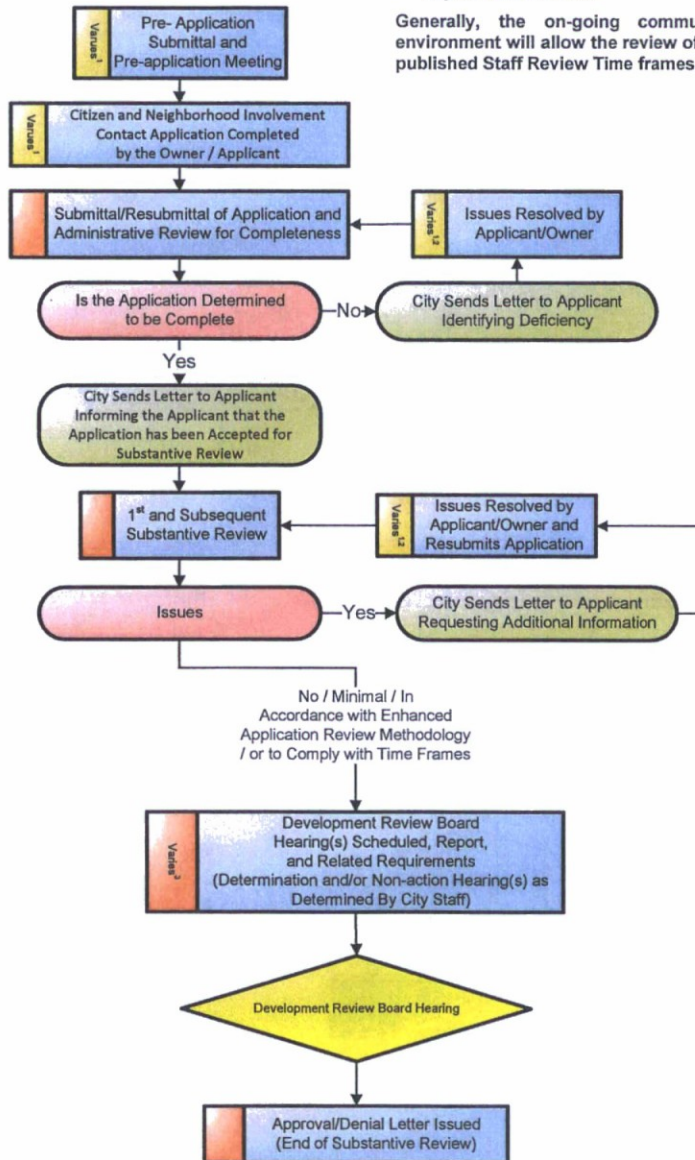 Pre- Application
Submittal and
Pre-application Meeting
Varues1
Generally, the on-going commu
environment will allow the review of
published Staff Review Time frames
Citizen and Neighborhood Involvement
Contact Application Completed
by the Owner / Applicant
Varues1
Submittal/Resubmittal of Application and
Administrative Review for Completeness
Varies1,2
Issues Resolved by
Applicant/Owner
Is the Application Determined
to be Complete
No
City Sends Letter to Applicant
Identifying Deficiency
Yes
City Sends Letter to Applicant
Informing the Applicant that the
Application has been Accepted for
Substantive Review
1st and Subsequent
Substantive Review
Varies1,2
Issues Resolved by
Applicant/Owner and
Resubmits Application
Issues
Yes
City Sends Letter to Applicant
Requesting Additional Information
No / Minimal / In
Accordance with Enhanced
Application Review Methodology
/ or to Comply with Time Frames
Varies3
Development Review Board
Hearing(s) Scheduled, Report,
and Related Requirements
(Determination and/or Non-action Hearing(s) as
Determined By City Staff)
Development Review Board Hearing
Approval/Denial Letter Issued
(End of Substantive Review)